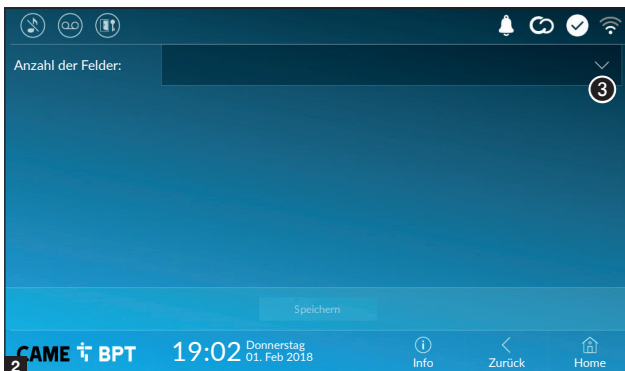 Anzahl der Felder:
3
Speichern
CAME BPT
19:02 Donnerstag
01. Feb 2018
Info
Zurück
Home
2